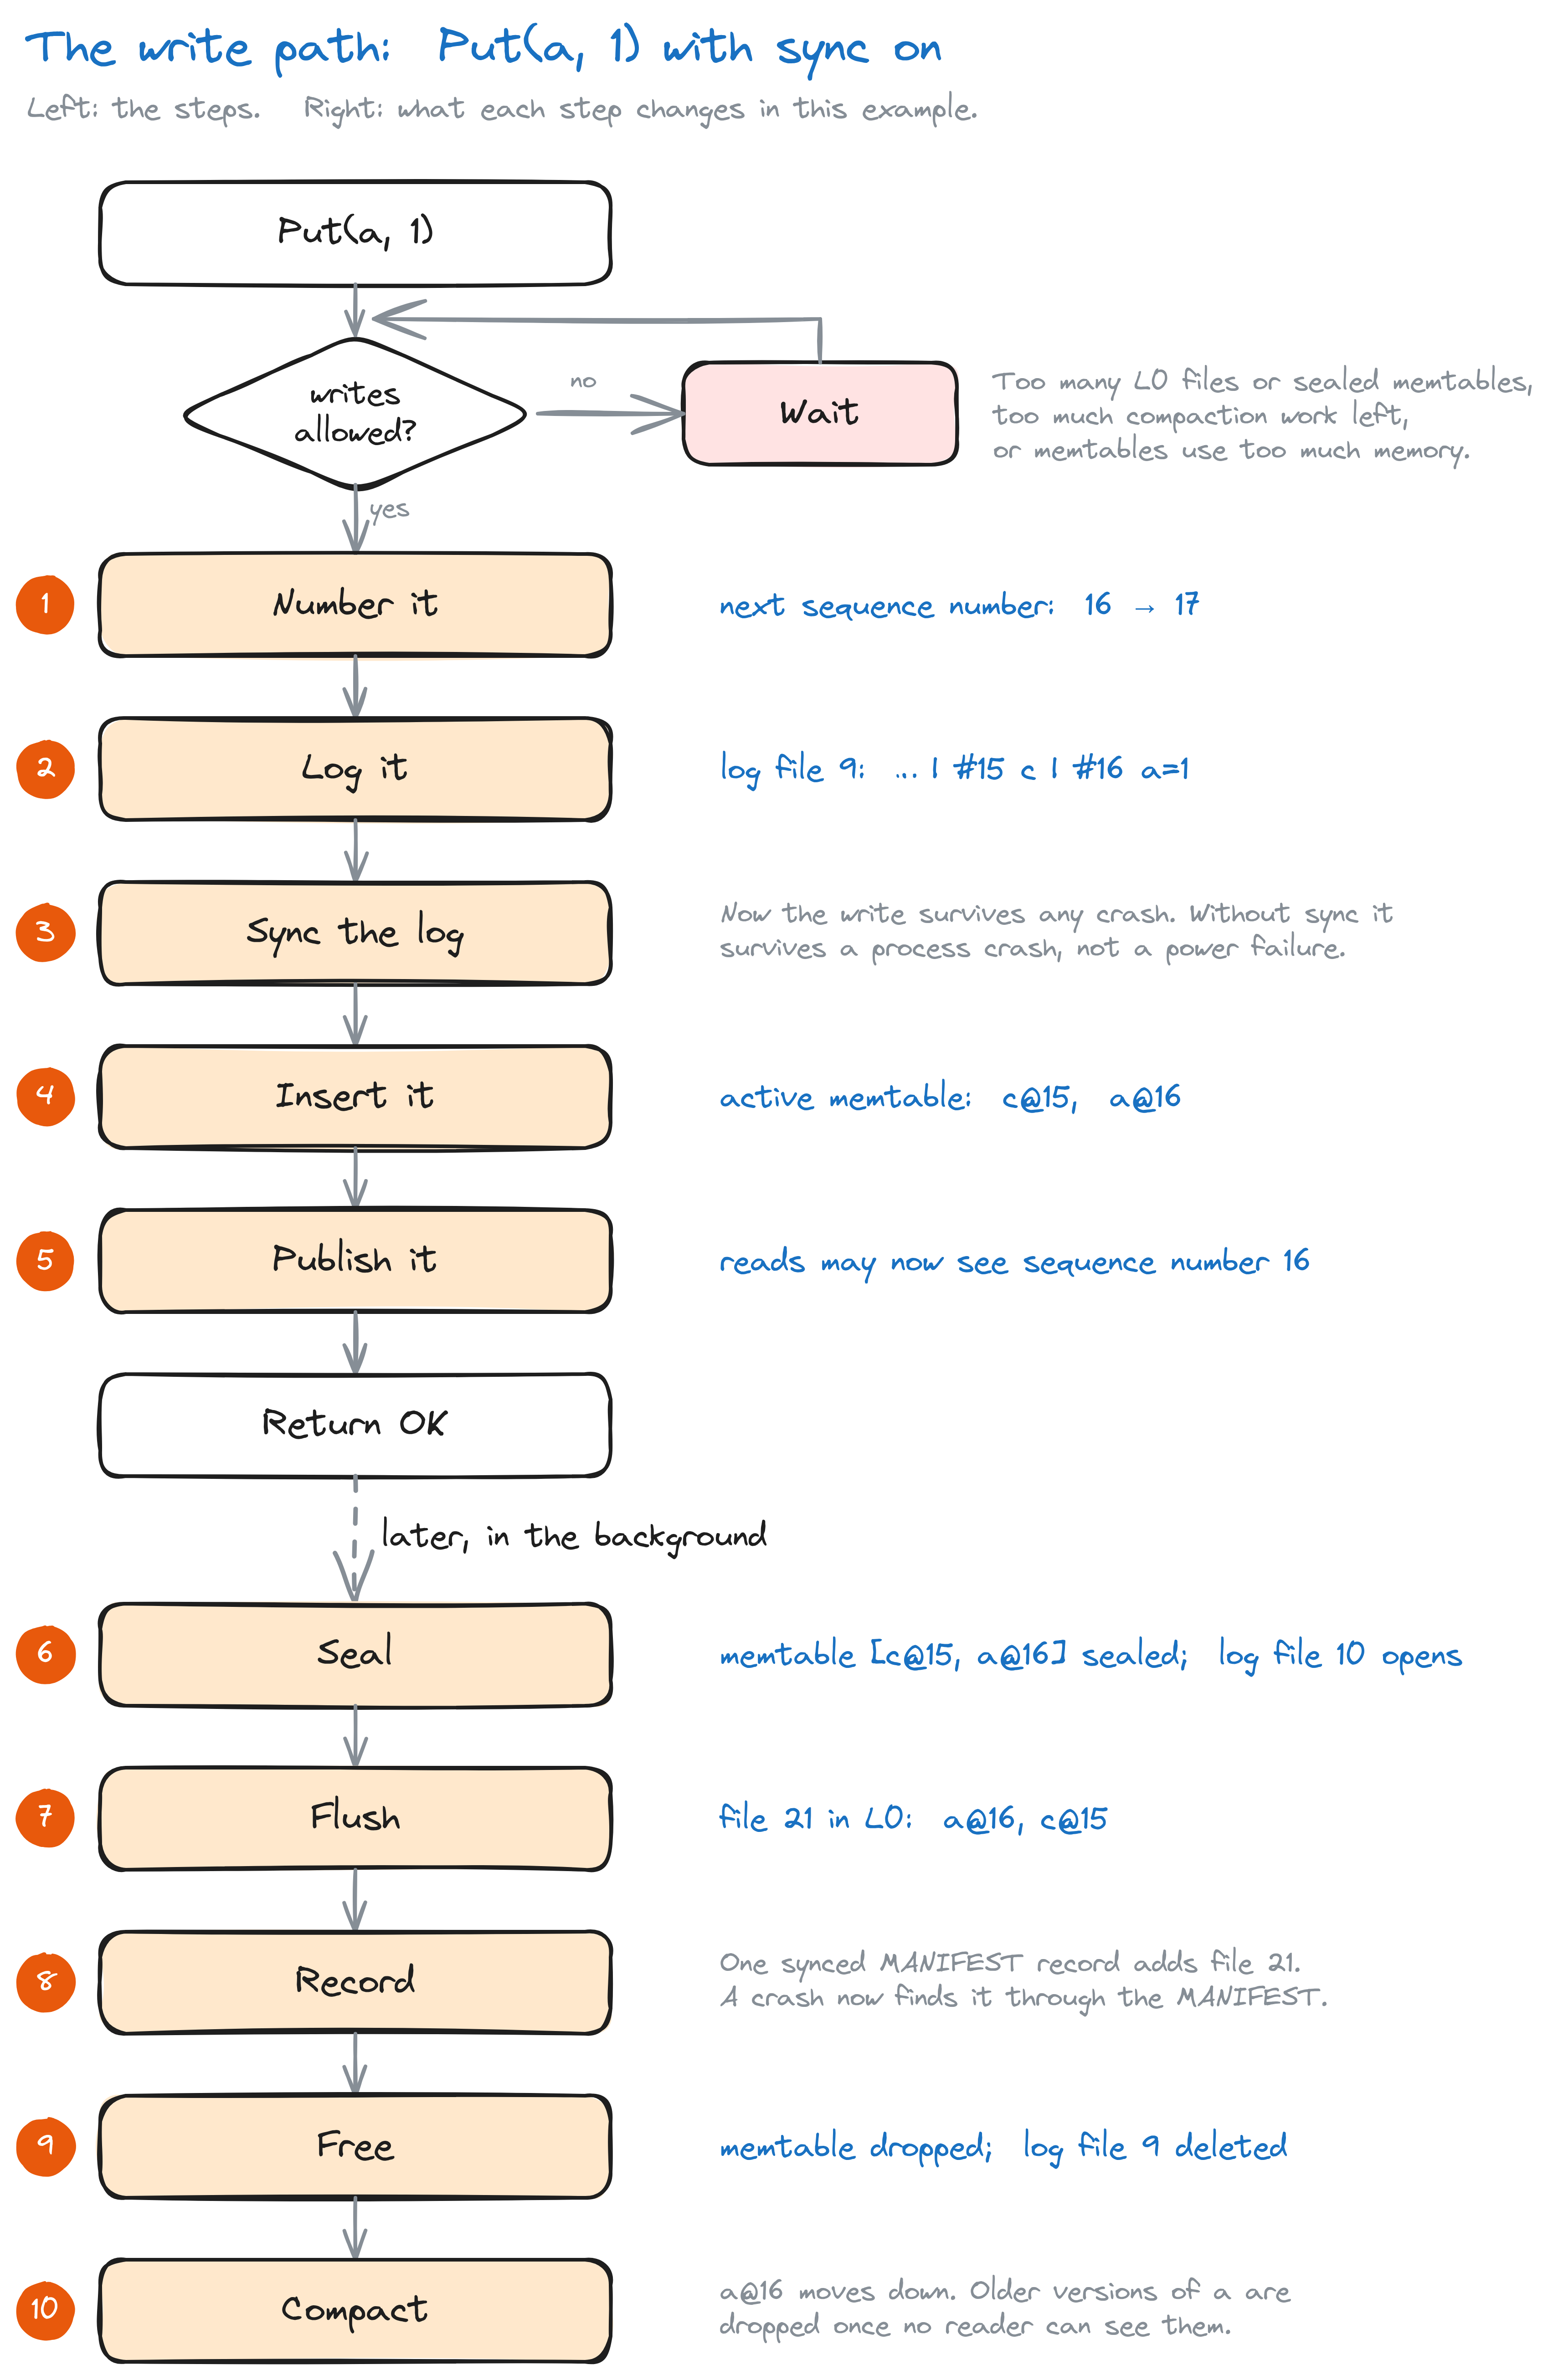 The write path: Put(a, 1) with sync on
Left: the steps. Right: what each step changes in this example.
Put(a, 1)
writes
allowed?
no
Wait
Too many L0 files or sealed memtables,
too much compaction work left,
or memtables use too much memory.
yes
1
Number it
next sequence number: 16 → 17
2
Log it
log file 9: ... | #15 c | #16 a=1
3
Sync the log
Now the write survives any crash. Without sync it
survives a process crash, not a power failure.
4
Insert it
active memtable: c@15, a@16
5
Publish it
reads may now see sequence number 16
Return OK
later, in the background
6
Seal
memtable [c@15, a@16] sealed; log file 10 opens
7
Flush
file 21 in L0: a@16, c@15
8
Record
One synced MANIFEST record adds file 21.
A crash now finds it through the MANIFEST.
9
Free
memtable dropped; log file 9 deleted
10
Compact
a@16 moves down. Older versions of a are
dropped once no reader can see them.